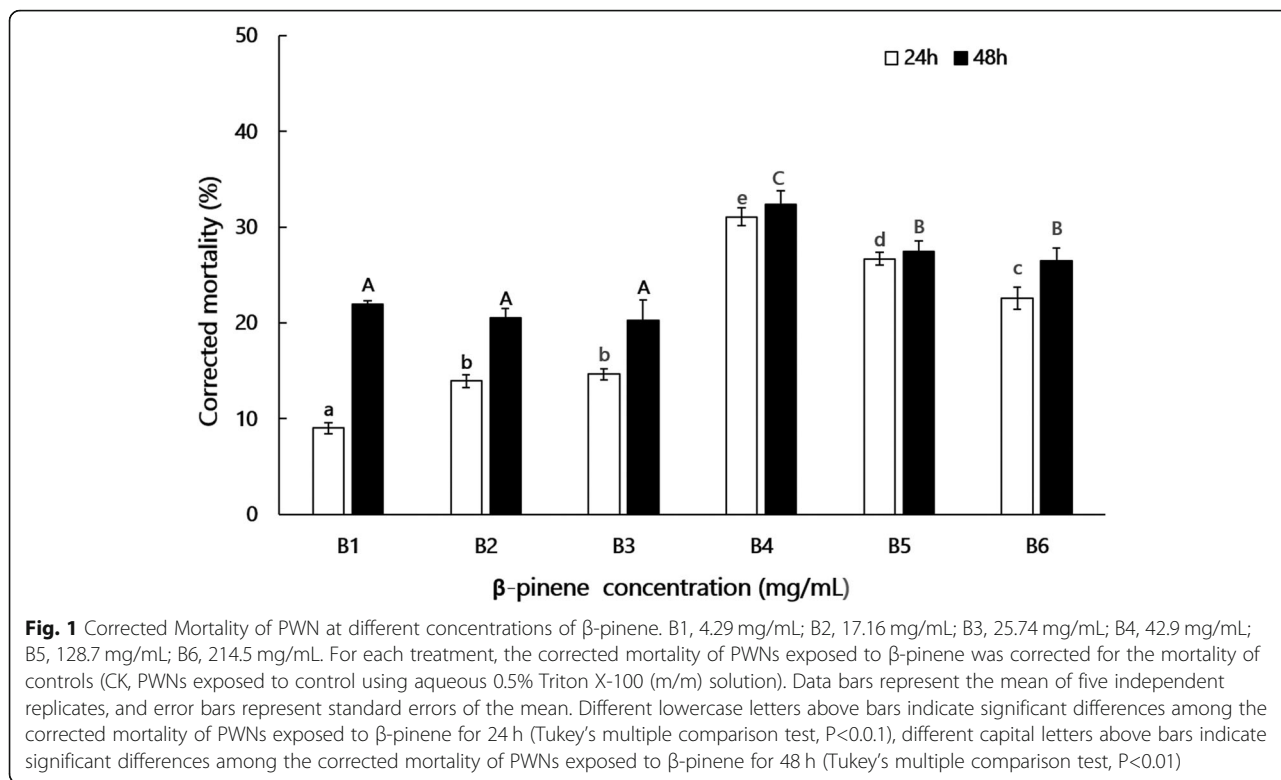 50
40
30
20
10
0
Corrected mortality (%)
24h 48h
a A
b A
b A
e C
d B
c B
B1 B2 B3 B4 B5 B6
β-pinene concentration (mg/mL)
Fig. 1 Corrected Mortality of PWN at different concentrations of β-pinene. B1, 4.29 mg/mL; B2, 17.16 mg/mL; B3, 25.74 mg/mL; B4, 42.9 mg/mL;
B5, 128.7 mg/mL; B6, 214.5 mg/mL. For each treatment, the corrected mortality of PWNs exposed to β-pinene was corrected for the mortality of
controls (CK, PWNs exposed to control using aqueous 0.5% Triton X-100 (m/m) solution). Data bars represent the mean of five independent
replicates, and error bars represent standard errors of the mean. Different lowercase letters above bars indicate significant differences among the
corrected mortality of PWNs exposed to β-pinene for 24 h (Tukey's multiple comparison test, P<0.0.1), different capital letters above bars indicate
significant differences among the corrected mortality of PWNs exposed to β-pinene for 48 h (Tukey's multiple comparison test, P<0.01)